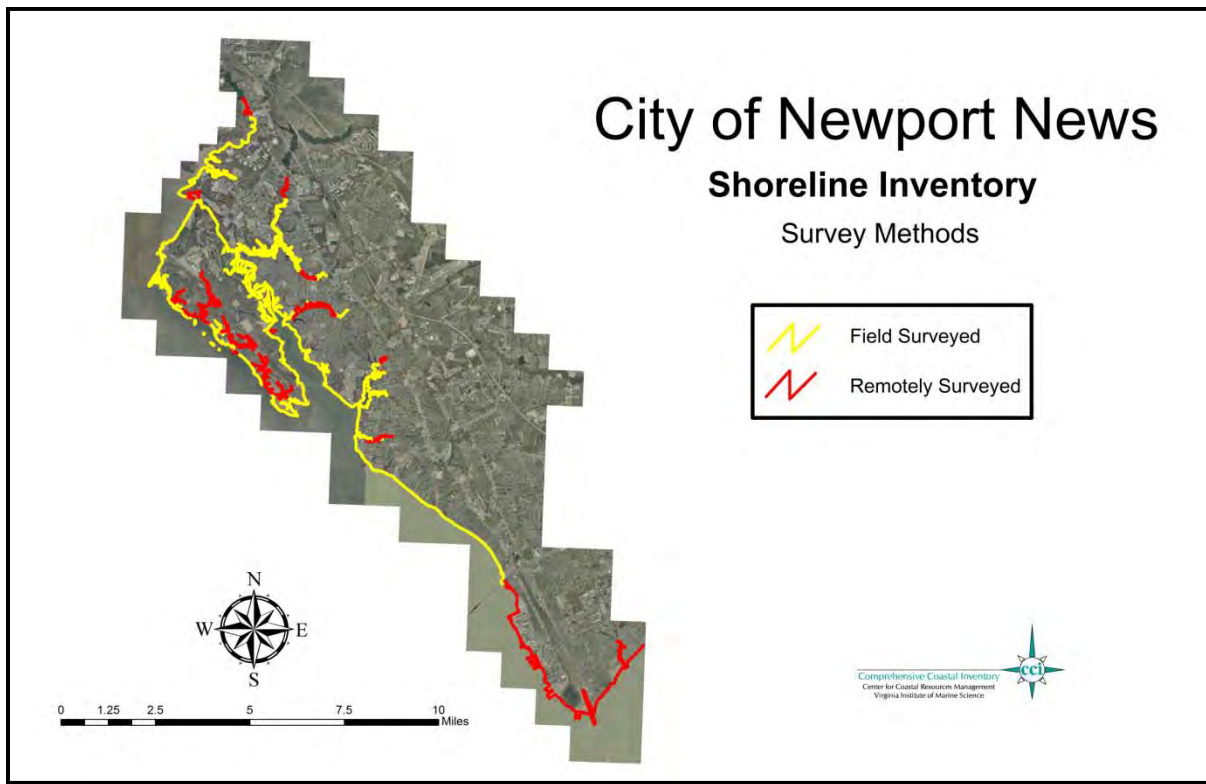 City of Newport News
Shoreline Inventory
Survey Methods
Field Surveyed
Remotely Surveyed
N
W E
S
0 1.25 2.5 5 7.5 10
Miles
cci
Comprehensive Coastal Inventory
Center for Coastal Resources Management
Virginia Institute of Marine Science